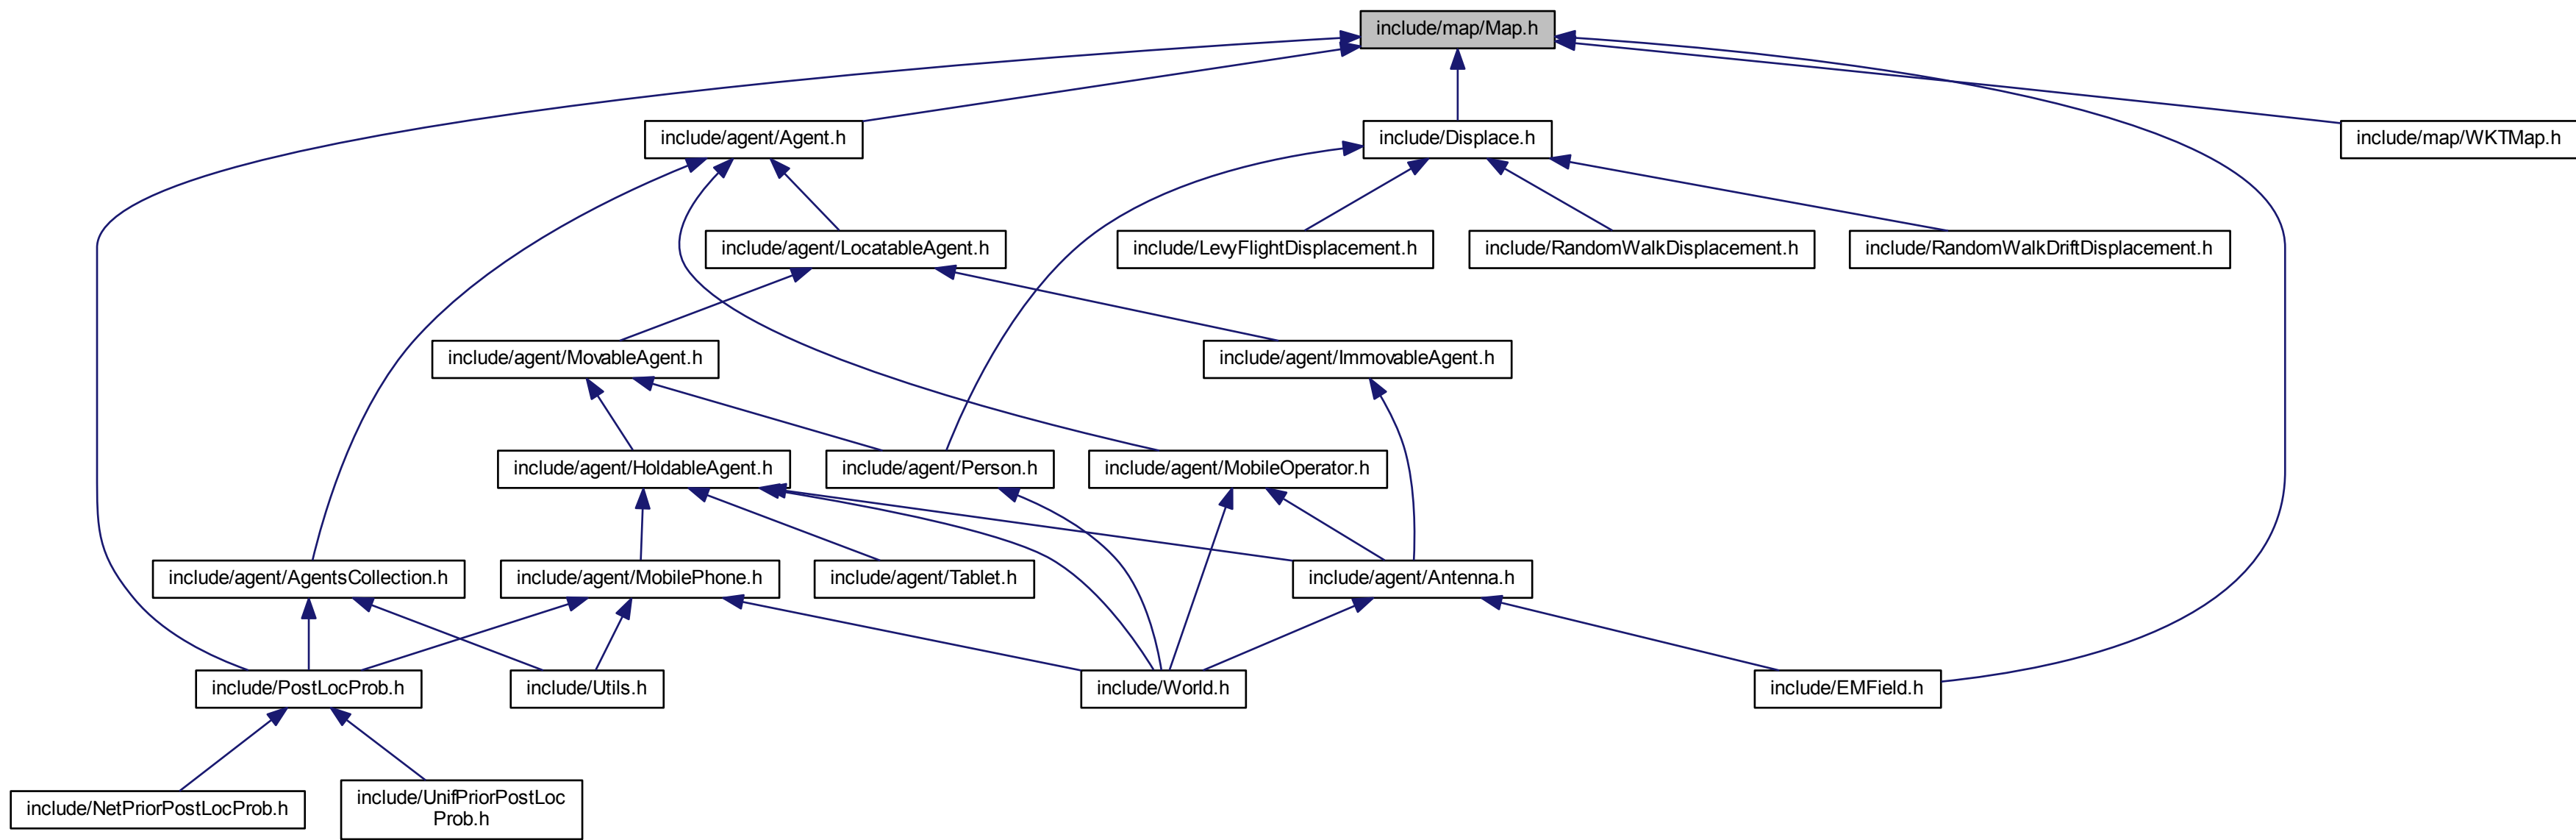 include/map/Map.h
include/agent/Agent.h
include/Displace.h
include/map/WKTMap.h
include/agent/LocatableAgent.h
include/LevyFlightDisplacement.h
include/RandomWalkDisplacement.h
include/RandomWalkDriftDisplacement.h
include/agent/MovableAgent.h
include/agent/ImmovableAgent.h
include/agent/HoldableAgent.h
include/agent/Person.h
include/agent/MobileOperator.h
include/agent/AgentsCollection.h
include/agent/MobilePhone.h
include/agent/Tablet.h
include/agent/Antenna.h
include/PostLocProb.h
include/Utils.h
include/World.h
include/EMField.h
include/NetPriorPostLocProb.h
include/UnifPriorPostLoc
Prob.h